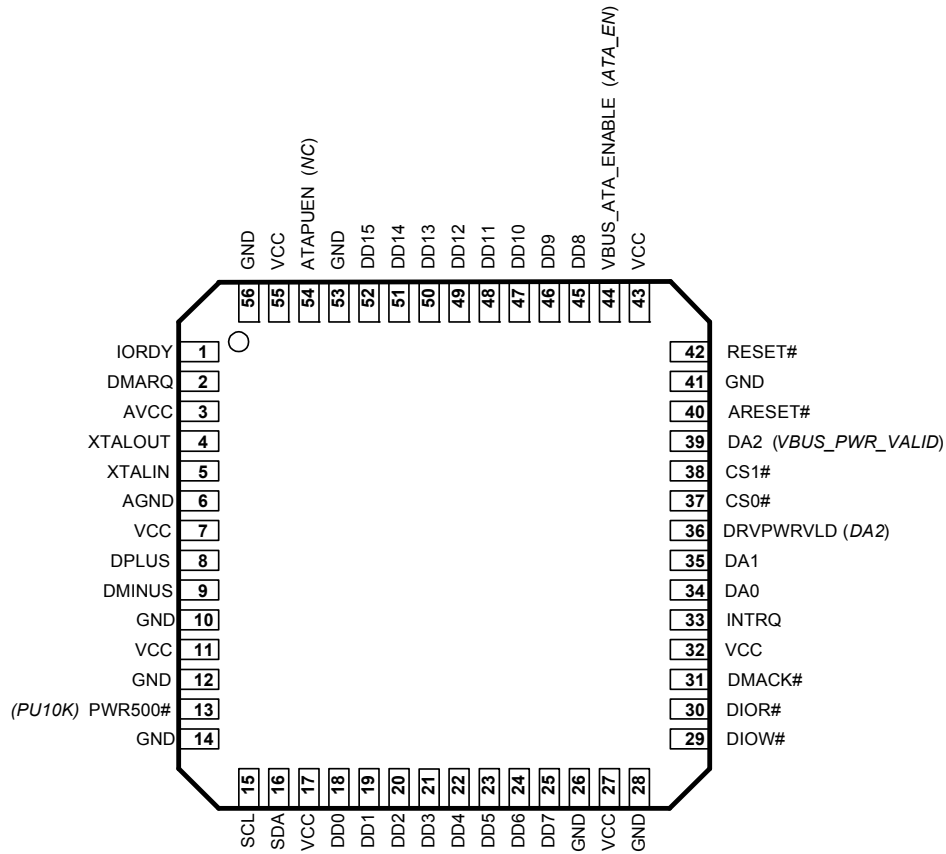 GND
VCC
ATAPUEN (NC)
GND
DD15
DD14
DD13
DD12
DD11
DD10
DD9
DD8
VBUS_ATA_ENABLE (ATA_EN)
VCC
56
55
54
53
52
51
50
49
48
47
46
45
44
43
IORDY 1
DMARQ 2
AVCC 3
XTALOUT 4
XTALIN 5
AGND 6
VCC 7
DPLUS 8
DMINUS 9
GND 10
VCC 11
GND 12
(PU10K) PWR500# 13
GND 14
42 RESET#
41 GND
40 ARESET#
39 DA2 (VBUS_PWR_VALID)
38 CS1#
37 CS0#
36 DRVPWRVLD (DA2)
35 DA1
34 DA0
33 INTRQ
32 VCC
31 DMACK#
30 DIOR#
29 DIOW#
15
16
17
18
19
20
21
22
23
24
25
26
27
28
SCL
SDA
VCC
DD0
DD1
DD2
DD3
DD4
DD5
DD6
DD7
GND
VCC
GND